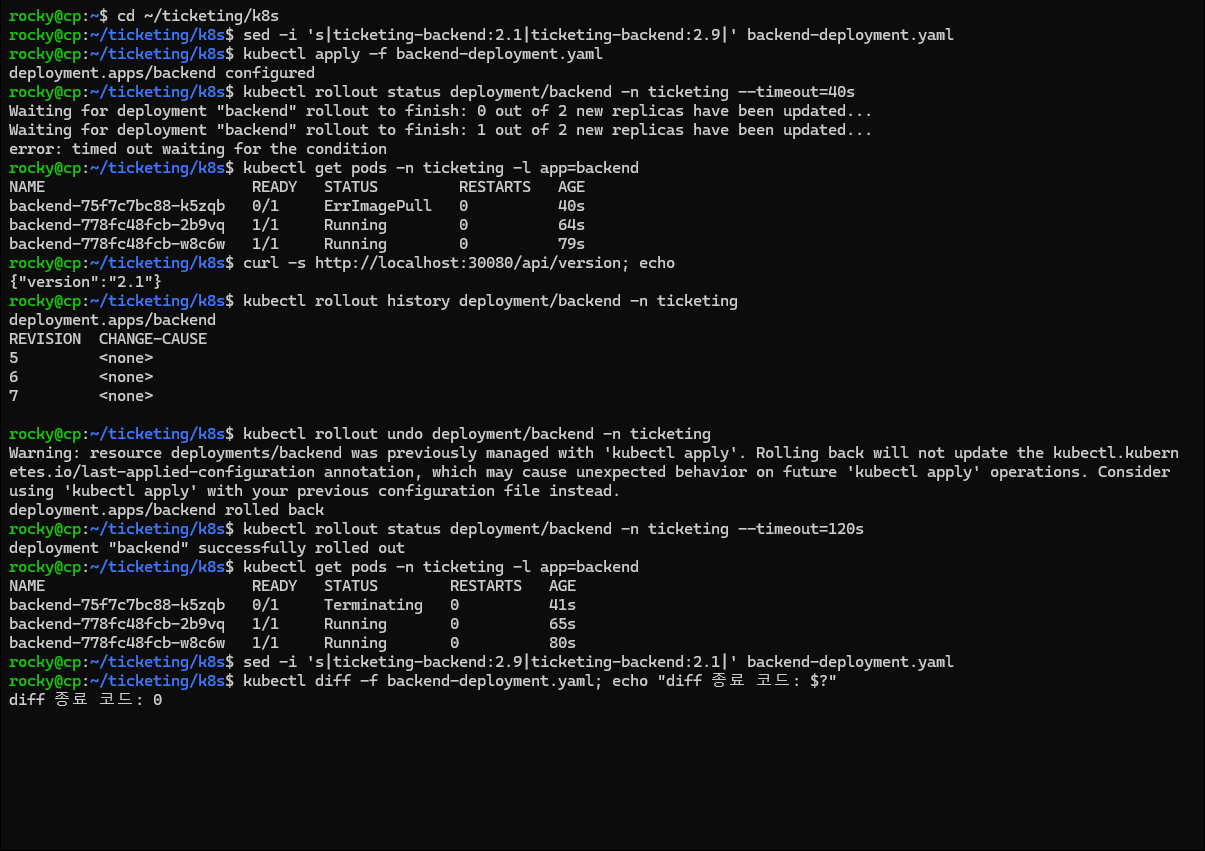 rocky@cp:~$ cd ~/ticketing/k8s
rocky@cp:~/ticketing/k8s$ sed -i 's|ticketing-backend:2.1|ticketing-backend:2.9|' backend-deployment.yaml
rocky@cp:~/ticketing/k8s$ kubectl apply -f backend-deployment.yaml
deployment.apps/backend configured
rocky@cp:~/ticketing/k8s$ kubectl rollout status deployment/backend -n ticketing --timeout=40s
Waiting for deployment "backend" rollout to finish: 0 out of 2 new replicas have been updated...
Waiting for deployment "backend" rollout to finish: 1 out of 2 new replicas have been updated...
error: timed out waiting for the condition
rocky@cp:~/ticketing/k8s$ kubectl get pods -n ticketing -l app=backend
NAME                       READY   STATUS         RESTARTS   AGE
backend-75f7c7bc88-k5zqb   0/1     ErrImagePull   0          40s
backend-778fc48fcb-2b9vq   1/1     Running        0          64s
backend-778fc48fcb-w8c6w   1/1     Running        0          79s
rocky@cp:~/ticketing/k8s$ curl -s http://localhost:30080/api/version; echo
{"version":"2.1"}
rocky@cp:~/ticketing/k8s$ kubectl rollout history deployment/backend -n ticketing
deployment.apps/backend
REVISION  CHANGE-CAUSE
5         <none>
6         <none>
7         <none>
rocky@cp:~/ticketing/k8s$ kubectl rollout undo deployment/backend -n ticketing
Warning: resource deployments/backend was previously managed with 'kubectl apply'. Rolling back will not update the kubectl.kubern
etes.io/last-applied-configuration annotation, which may cause unexpected behavior on future 'kubectl apply' operations. Consider
using 'kubectl apply' with your previous configuration file instead.
deployment.apps/backend rolled back
rocky@cp:~/ticketing/k8s$ kubectl rollout status deployment/backend -n ticketing --timeout=120s
deployment "backend" successfully rolled out
rocky@cp:~/ticketing/k8s$ kubectl get pods -n ticketing -l app=backend
NAME                       READY   STATUS        RESTARTS   AGE
backend-75f7c7bc88-k5zqb   0/1     Terminating   0          41s
backend-778fc48fcb-2b9vq   1/1     Running       0          65s
backend-778fc48fcb-w8c6w   1/1     Running       0          80s
rocky@cp:~/ticketing/k8s$ sed -i 's|ticketing-backend:2.9|ticketing-backend:2.1|' backend-deployment.yaml
rocky@cp:~/ticketing/k8s$ kubectl diff -f backend-deployment.yaml; echo "diff 종료 코드: $?"
diff 종료 코드: 0